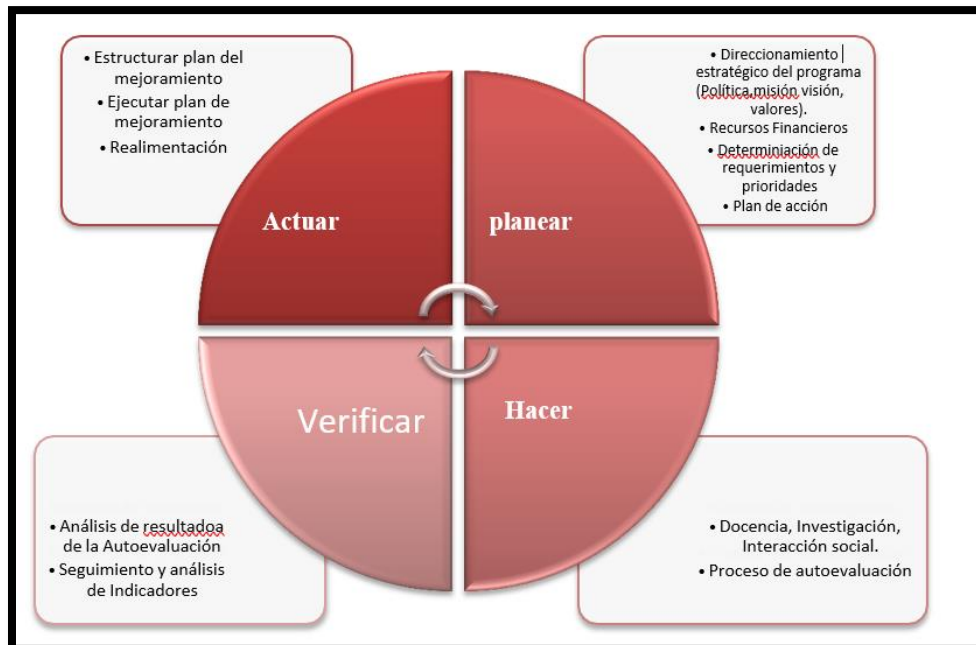 • Estructurar plan del
mejoramiento
• Ejecutar plan de
mejoramiento
• Realimentación
• Direccionamiento
estratégico del programa
(Política,misión visión,
valores).
• Recursos Financieros
• Determiniación de
requerimientos y
prioridades
• Plan de acción
Actuar
planear
Verificar
Hacer
• Análisis de resultadoa
de la Autoevaluación
• Seguimiento y análisis
de Indicadores
• Docencia, Investigación,
Interacción social.
• Proceso de autoevaluación